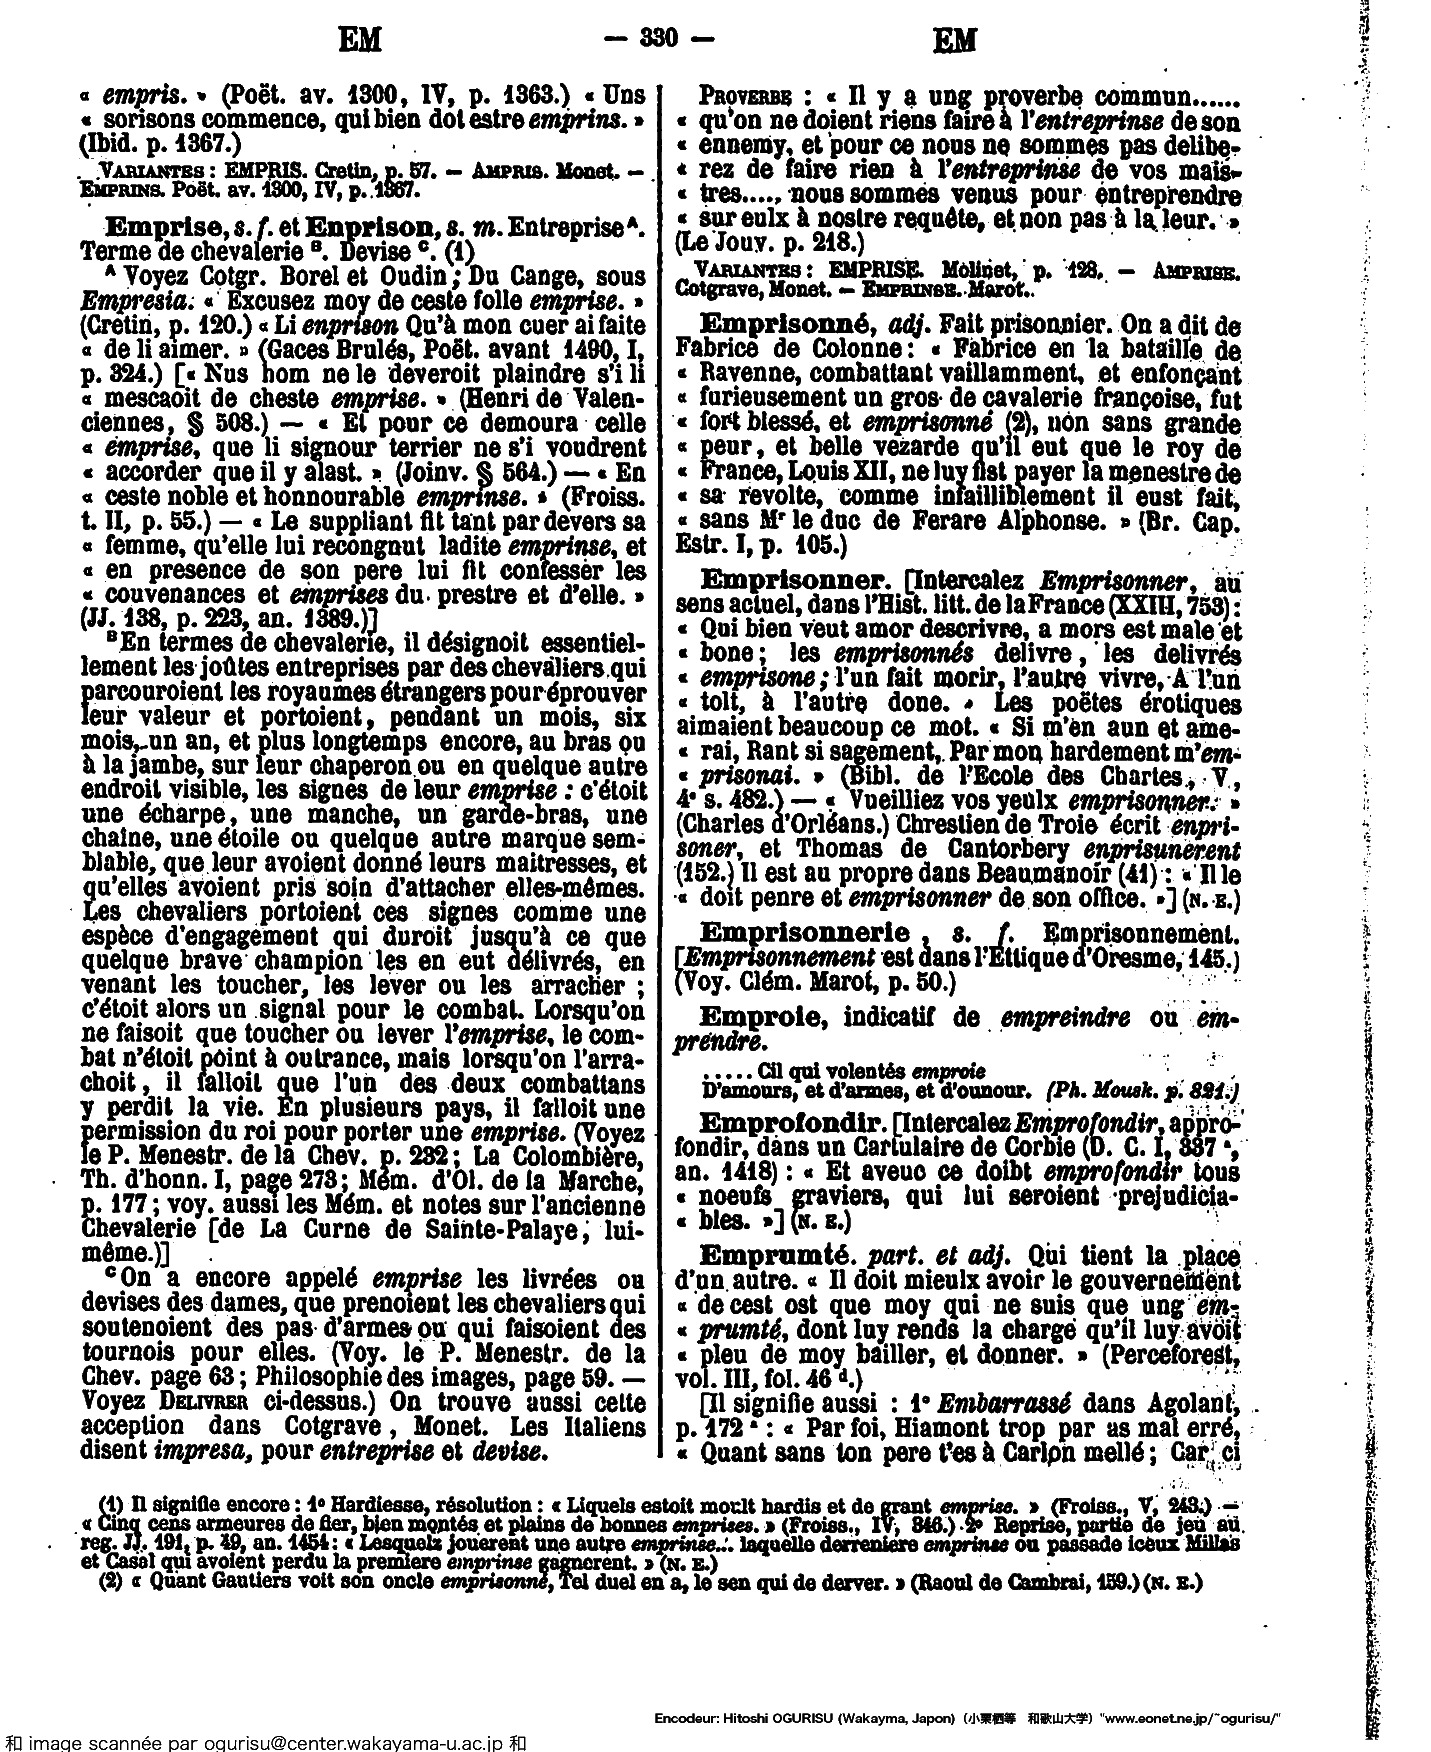 EM — 330 — EM
« empris. » (Poët. av. 1300, IV, p. 1363.) « Uns
« sorisons commence, qui bien doit estre emprins. »
(Ibid. p. 1367.)
VARIANTES : EMPRIS. Cretin, p. 57. — AMPRIS. Monet. —
EMPRINS. Poët. av. 1300, IV, p. 1367.
Emprise, s. f. et Enprison, s. m. Entreprise ᴬ.
Terme de chevalerie ᴮ. Devise ᶜ. (1)
ᴬ Voyez Cotgr. Borel et Oudin ; Du Cange, sous
Empresia. « Excusez moy de ceste folle emprise. »
(Cretin, p. 120.) « Li enprison Qu'à mon cuer ai faite
« de li aimer. » (Gaces Brulés, Poët. avant 1490, I,
p. 324.) [« Nus hom ne le deveroit plaindre s'i li
« mescaoit de cheste emprise. » (Henri de Valen-
ciennes, § 508.) — « Et pour ce demoura celle
« emprise, que li signour terrier ne s'i voudrent
« accorder que il y alast. » (Joinv. § 564.) — « En
« ceste noble et honnourable emprinse. » (Froiss.
t. II, p. 55.) — « Le suppliant fit tant par devers sa
« femme, qu'elle lui recongnut ladite emprinse, et
« en presence de son pere lui fit confesser les
« couvenances et emprises du prestre et d'elle. »
(JJ. 138, p. 223, an. 1389.)]
ᴮ En termes de chevalerie, il désignoit essentiel-
lement les joûtes entreprises par des chevaliers qui
parcouroient les royaumes étrangers pour éprouver
leur valeur et portoient, pendant un mois, six
mois, un an, et plus longtemps encore, au bras ou
à la jambe, sur leur chaperon ou en quelque autre
endroit visible, les signes de leur emprise : c'étoit
une écharpe, une manche, un garde-bras, une
chaîne, une étoile ou quelque autre marque sem-
blable, que leur avoient donné leurs maitresses, et
qu'elles avoient pris soin d'attacher elles-mêmes.
Les chevaliers portoient ces signes comme une
espèce d'engagement qui duroit jusqu'à ce que
quelque brave champion les en eut délivrés, en
venant les toucher, les lever ou les arracher ;
c'étoit alors un signal pour le combat. Lorsqu'on
ne faisoit que toucher ou lever l'emprise, le com-
bat n'étoit point à outrance, mais lorsqu'on l'arra-
choit, il falloit que l'un des deux combattans
y perdit la vie. En plusieurs pays, il falloit une
permission du roi pour porter une emprise. (Voyez
le P. Menestr. de la Chev. p. 232 ; La Colombière,
Th. d'honn. I, page 273 ; Mém. d'Ol. de la Marche,
p. 177 ; voy. aussi les Mém. et notes sur l'ancienne
Chevalerie [de La Curne de Sainte-Palaye, lui-
même.)]
ᶜ On a encore appelé emprise les livrées ou
devises des dames, que prenoient les chevaliers qui
soutenoient des pas d'armes ou qui faisoient des
tournois pour elles. (Voy. le P. Menestr. de la
Chev. page 63 ; Philosophie des images, page 59. —
Voyez DELIVRER ci-dessus.) On trouve aussi cette
acception dans Cotgrave, Monet. Les Italiens
disent impresa, pour entreprise et devise.
PROVERBE : « Il y a ung proverbe commun......
« qu'on ne doient riens faire à l'entreprinse de son
« ennemy, et pour ce nous ne sommes pas delibe-
« rez de faire rien à l'entreprinse de vos mais-
« tres...., nous sommes venus pour entreprendre
« sur eulx à nostre requête, et non pas à la leur. »
(Le Jouv. p. 218.)
VARIANTES : EMPRISE. Molinet, p. 128. — AMPRISE.
Cotgrave, Monet. — EMPRINSE. Marot.
Emprisonné, adj. Fait prisonnier. On a dit de
Fabrice de Colonne : « Fabrice en la bataille de
« Ravenne, combattant vaillamment, et enfonçant
« furieusement un gros de cavalerie françoise, fut
« fort blessé, et emprisonné (2), non sans grande
« peur, et belle vezarde qu'il eut que le roy de
« France, Louis XII, ne luy fist payer la menestre de
« sa revolte, comme infailliblement il eust fait,
« sans Mʳ le duc de Ferare Alphonse. » (Br. Cap.
Estr. I, p. 105.)
Emprisonner. [Intercalez Emprisonner, au
sens actuel, dans l'Hist. litt. de la France (XXIII, 753) :
« Qui bien veut amor descrivre, a mors est male et
« bone ; les emprisonnés delivre, les delivrés
« emprisone ; l'un fait morir, l'autre vivre, A l'un
« tolt, à l'autre done. » Les poëtes érotiques
aimaient beaucoup ce mot. « Si m'en aun et ame-
« rai, Rant si sagement, Par mon hardement m'em-
« prisonai. » (Bibl. de l'Ecole des Chartes, V,
4ᵉ s. 482.) — « Vueilliez vos yeulx emprisonner. »
(Charles d'Orléans.) Chrestien de Troie écrit enpri-
soner, et Thomas de Cantorbery enprisunerent
(152.) Il est au propre dans Beaumanoir (41) : « Il le
« doit penre et emprisonner de son office. »] (N. E.)
Emprisonnerie, s. f. Emprisonnement.
[Emprisonnement est dans l'Ettique d'Oresme, 145.)
(Voy. Clém. Marot, p. 50.)
Emproie, indicatif de empreindre ou em-
prendre.
..... Cil qui volentés emproie
D'amours, et d'armes, et d'ounour. (Ph. Mousk. p. 821.)
Emprofondir. [Intercalez Emprofondir, appro-
fondir, dans un Cartulaire de Corbie (D. C. I, 337 ᵃ,
an. 1418) : « Et aveuc ce doibt emprofondir tous
« noeufs graviers, qui lui seroient prejudicia-
« bles. »] (N. E.)
Emprumté. part. et adj. Qui tient la place
d'un autre. « Il doit mieulx avoir le gouvernement
« de cest ost que moy qui ne suis que ung em-
« prumté, dont luy rends la charge qu'il luy avoit
« pleu de moy bailler, et donner. » (Perceforest,
vol. III, fol. 46 ᵈ.)
[Il signifie aussi : 1° Embarrassé dans Agolant,
p. 172 ᵃ : « Par foi, Hiamont trop par as mal erré,
« Quant sans ton pere t'es à Carlon mellé ; Car ci
(1) Il signifie encore : 1° Hardiesse, résolution : « Liquels estoit moult hardis et de grant emprise. » (Froiss., V, 243.) —
« Cinq cens armeures de fier, bien montés et plains de bonnes emprises. » (Froiss., IV, 346.) 2° Reprise, partie de jeu au
reg. JJ. 191, p. 49, an. 1454 : « Lesquelz jouerent une autre emprinse... laquelle derreniere emprinse ou passade iceux Millas
et Casal qui avoient perdu la premiere emprinse gagnerent. » (N. E.)
(2) « Quant Gautiers voit son oncle emprisonné, Tel duel en a, le sen qui de derver. » (Raoul de Cambrai, 159.) (N. E.)
Encodeur: Hitoshi OGURISU (Wakayma, Japon) (小栗栖等 和歌山大学) "www.eonet.ne.jp/~ogurisu/"
和 image scannée par ogurisu@center.wakayama-u.ac.jp 和